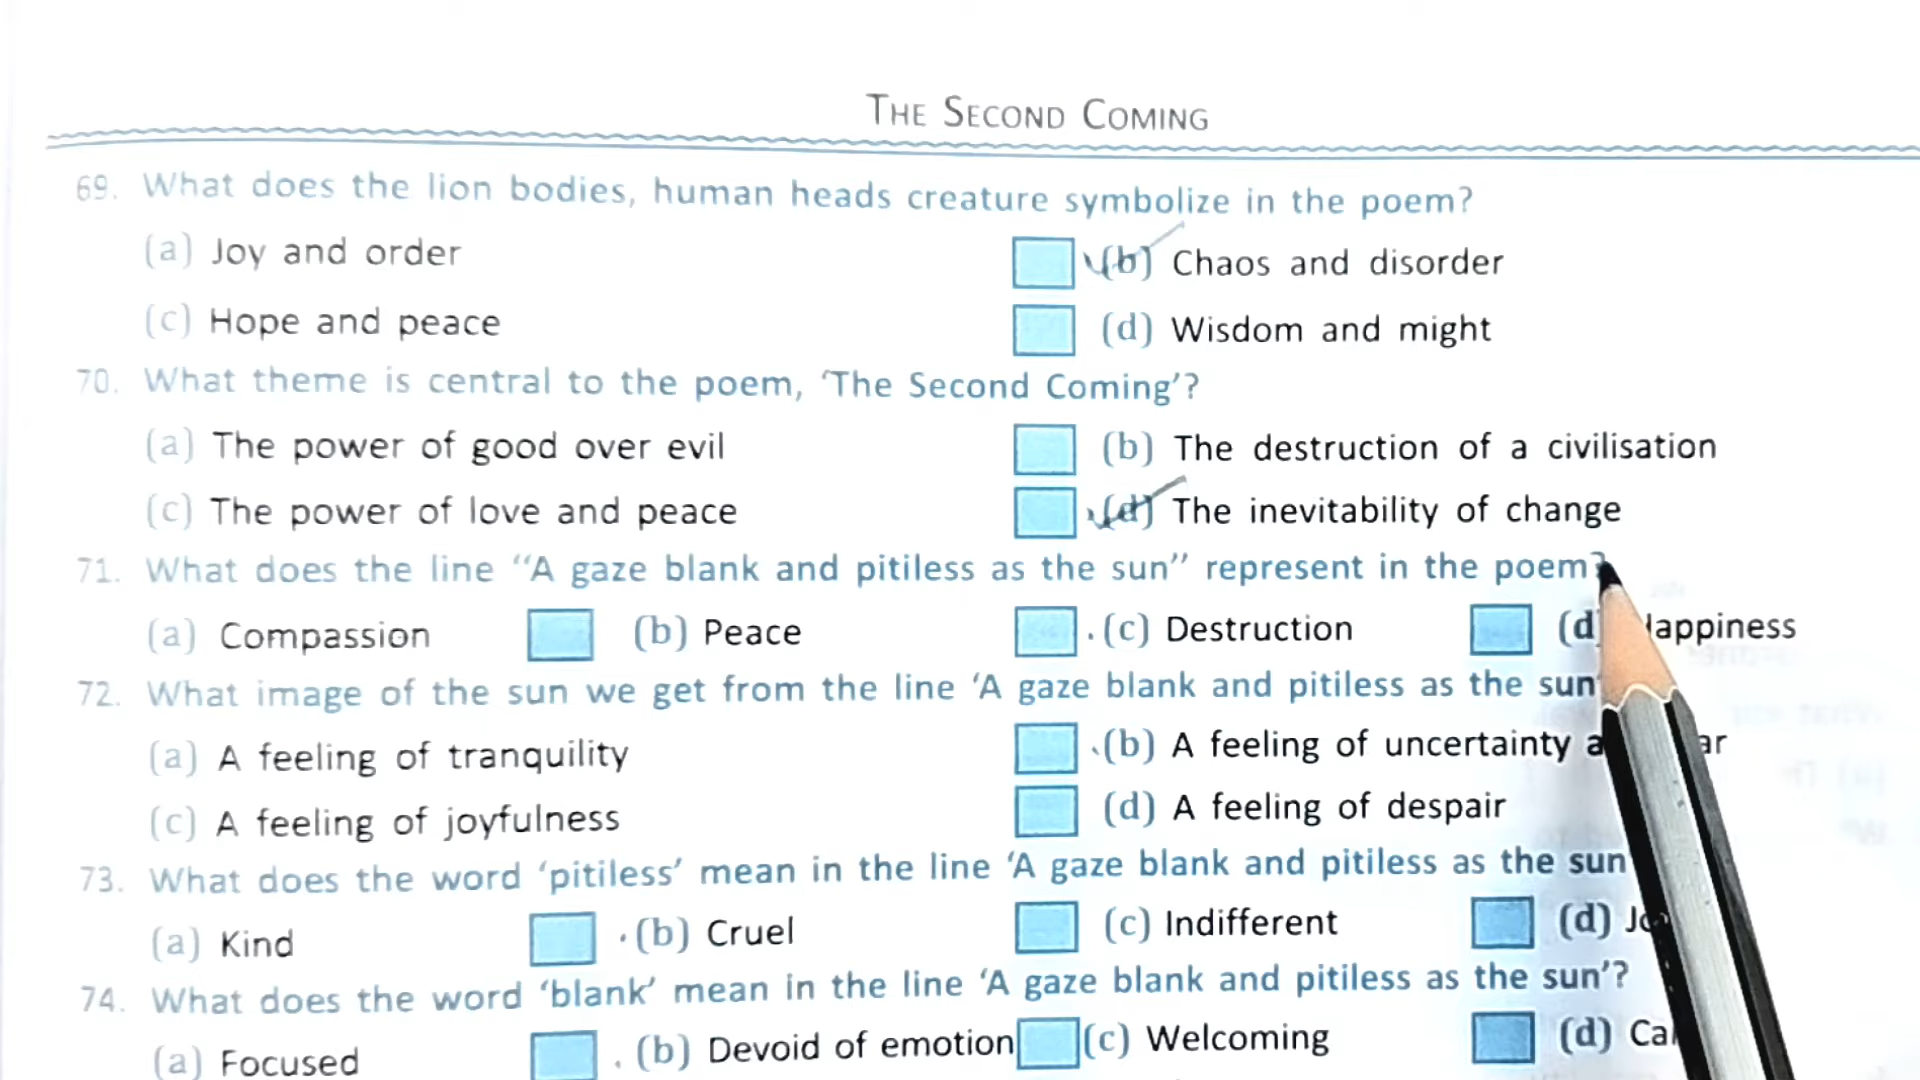 THE SECOND COMING
69. What does the lion bodies, human heads creature symbolize in the poem?
(a) Joy and order (b) Chaos and disorder
(c) Hope and peace (d) Wisdom and might
70. What theme is central to the poem, ‘The Second Coming’?
(a) The power of good over evil (b) The destruction of a civilisation
(c) The power of love and peace (d) The inevitability of change
71. What does the line “A gaze blank and pitiless as the sun” represent in the poem?
(a) Compassion (b) Peace (c) Destruction (d)
72. What image of the sun we get from the line ‘A gaze blank and pitiless as the sun
(a) A feeling of tranquility (b) A feeling of uncertainty
(c) A feeling of joyfulness (d) A feeling of despair
73. What does the word ‘pitiless’ mean in the line ‘A gaze blank and pitiless as the sun
(a) Kind (b) Cruel (c) Indifferent (d)
74. What does the word ‘blank’ mean in the line ‘A gaze blank and pitiless as the sun’?
(a) Focused (b) Devoid of emotion (c) Welcoming (d)